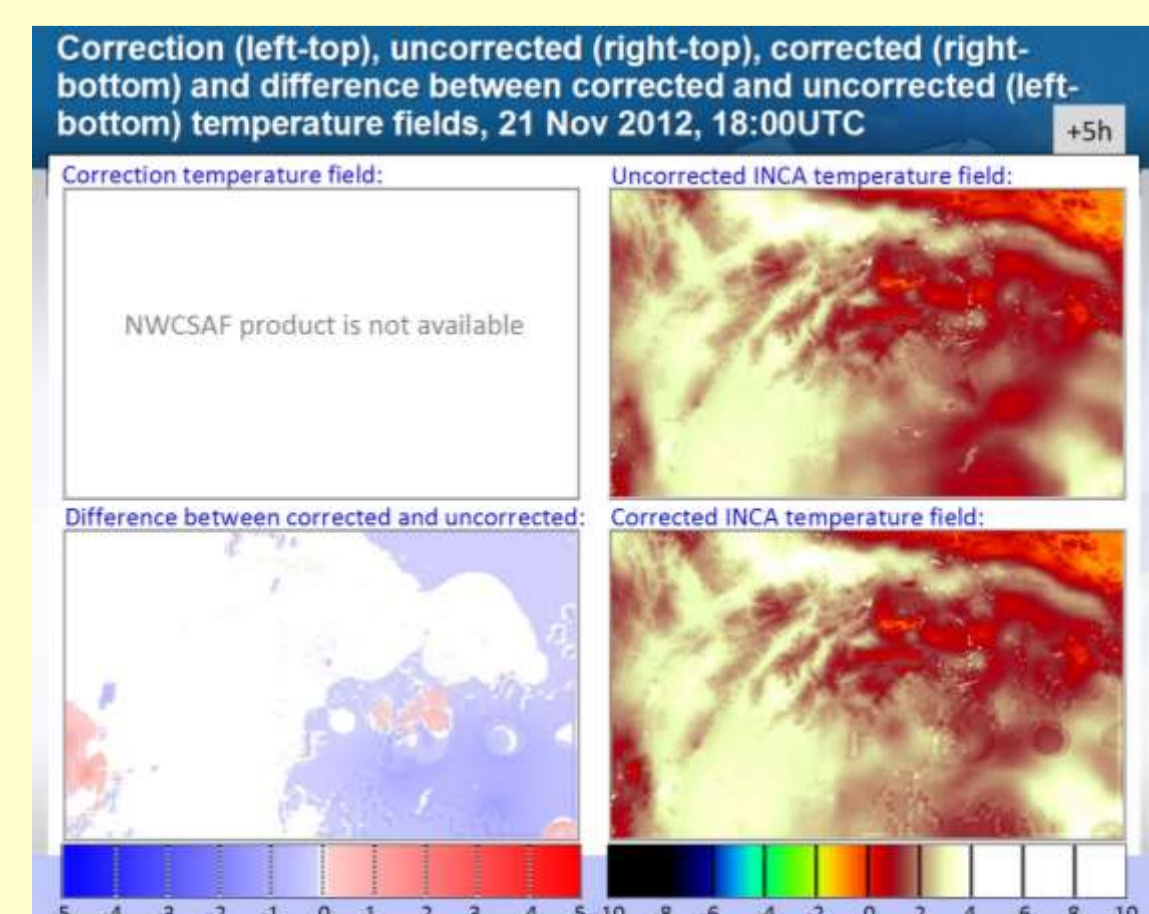 Correction (left-top), uncorrected (right-top), corrected (right-
bottom) and difference between corrected and uncorrected (left-
bottom) temperature fields, 21 Nov 2012, 18:00UTC
+5h
Correction temperature field:
Uncorrected INCA temperature field:
NWCSAF product is not available
Difference between corrected and uncorrected:
Corrected INCA temperature field:
-5 -4 -3 -2 -1 0 1 2 3 4 5
-10 -8 -6 -4 -2 0 2 4 6 8 10